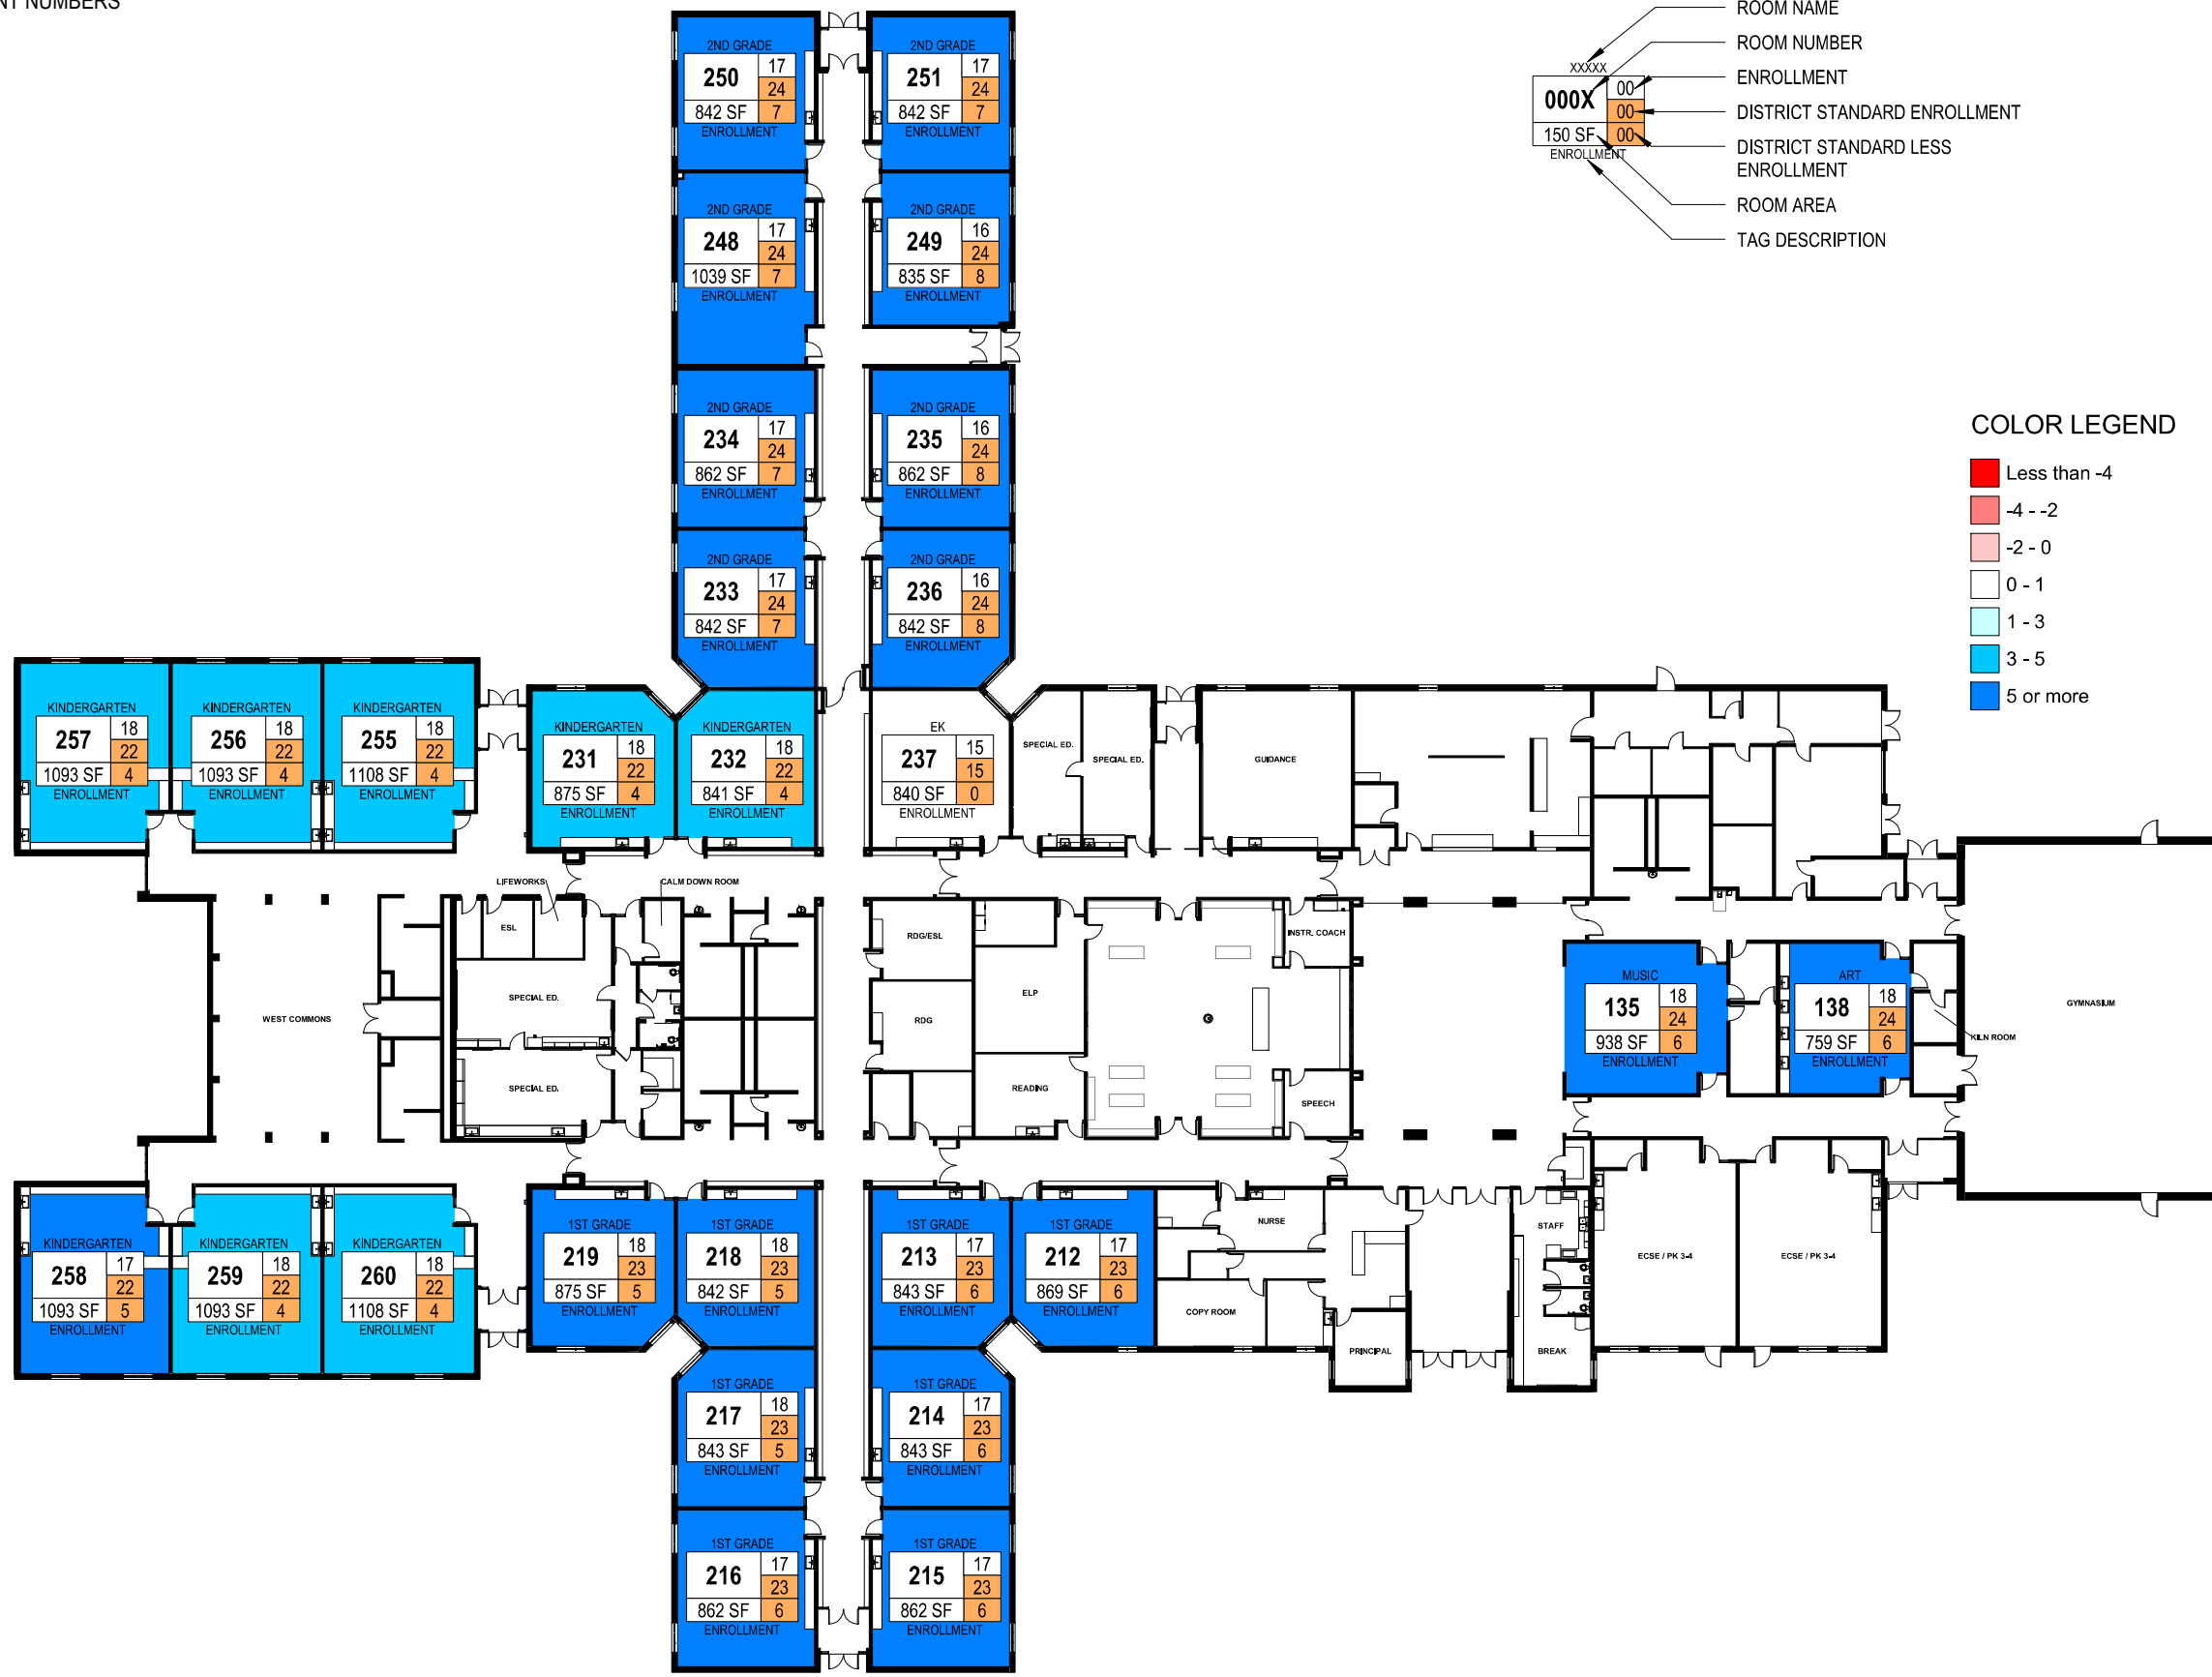 NT NUMBERS
ROOM NAME
ROOM NUMBER
XXXXX
ENROLLMENT
000X 00
00
DISTRICT STANDARD ENROLLMENT
150 SF 00
DISTRICT STANDARD LESS
ENROLLMENT
ENROLLMENT
ROOM AREA
TAG DESCRIPTION
COLOR LEGEND
Less than -4
-4 - -2
-2 - 0
0 - 1
1 - 3
3 - 5
5 or more
2ND GRADE
250 17
24
842 SF 7
ENROLLMENT
2ND GRADE
251 17
24
842 SF 7
ENROLLMENT
2ND GRADE
248 17
24
1039 SF 7
ENROLLMENT
2ND GRADE
249 16
24
835 SF 8
ENROLLMENT
2ND GRADE
234 17
24
862 SF 7
ENROLLMENT
2ND GRADE
235 16
24
862 SF 8
ENROLLMENT
2ND GRADE
233 17
24
842 SF 7
ENROLLMENT
2ND GRADE
236 16
24
842 SF 8
ENROLLMENT
KINDERGARTEN
257 18
22
1093 SF 4
ENROLLMENT
KINDERGARTEN
256 18
22
1093 SF 4
ENROLLMENT
KINDERGARTEN
255 18
22
1108 SF 4
ENROLLMENT
KINDERGARTEN
231 18
22
875 SF 4
ENROLLMENT
KINDERGARTEN
232 18
22
841 SF 4
ENROLLMENT
EK
237 15
15
840 SF 0
ENROLLMENT
SPECIAL ED.
SPECIAL ED.
GUIDANCE
LIFEWORKS
CALM DOWN ROOM
ESL
SPECIAL ED.
SPECIAL ED.
WEST COMMONS
RDG/ESL
RDG
ELP
READING
INSTR. COACH
SPEECH
MUSIC
135 18
24
938 SF 6
ENROLLMENT
ART
138 18
24
759 SF 6
ENROLLMENT
KILN ROOM
GYMNASIUM
KINDERGARTEN
258 17
22
1093 SF 5
ENROLLMENT
KINDERGARTEN
259 18
22
1093 SF 4
ENROLLMENT
KINDERGARTEN
260 18
22
1108 SF 4
ENROLLMENT
1ST GRADE
219 18
23
875 SF 5
ENROLLMENT
1ST GRADE
218 18
23
842 SF 5
ENROLLMENT
1ST GRADE
213 17
23
843 SF 6
ENROLLMENT
1ST GRADE
212 17
23
869 SF 6
ENROLLMENT
NURSE
COPY ROOM
PRINCIPAL
STAFF
BREAK
ECSE / PK 3-4
ECSE / PK 3-4
1ST GRADE
217 18
23
843 SF 5
ENROLLMENT
1ST GRADE
214 17
23
843 SF 6
ENROLLMENT
1ST GRADE
216 17
23
862 SF 6
ENROLLMENT
1ST GRADE
215 17
23
862 SF 6
ENROLLMENT